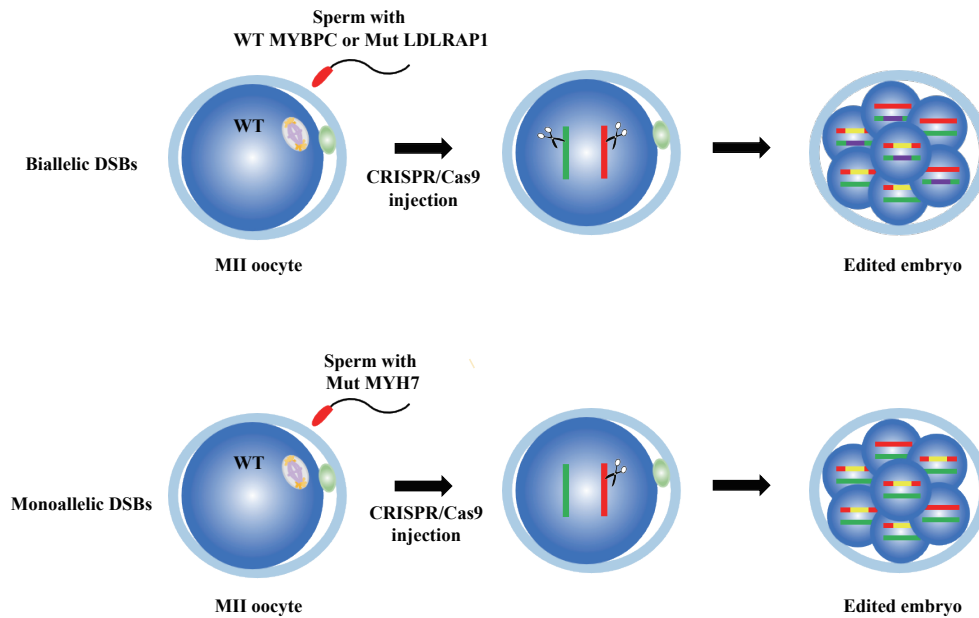 Sperm with
WT MYBPC or Mut LDLRAP1
WT
Biallelic DSBs
CRISPR/Cas9
injection
MII oocyte
Edited embryo
Sperm with
Mut MYH7
WT
Monoallelic DSBs
CRISPR/Cas9
injection
MII oocyte
Edited embryo